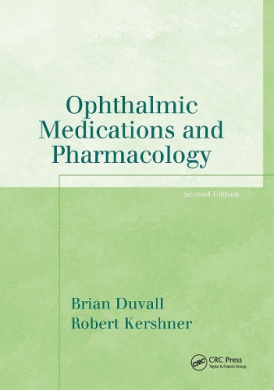 Ophthalmic
Medications and
Pharmacology
Second Edition
Brian Duvall
Robert Kershner
CRC Press
Taylor & Francis Group